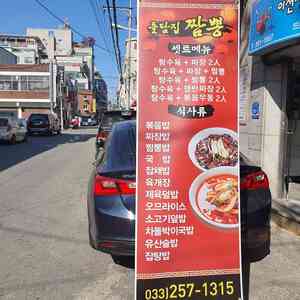 돌담집 짬뽕
셋트메뉴
탕수육 + 짜장 2人
탕수육 + 짜장 + 짬뽕
탕수육 + 짬뽕 2人
탕수육 + 쟁반짜장 2人
탕수육 + 볶음우동 2人
식사류
볶음밥
짜장밥
짬뽕밥
국 밥
잡채밥
육개장
제육덮밥
오므라이스
소고기덮밥
차돌박이국밥
유산슬밥
잡탕밥
033)257-1315